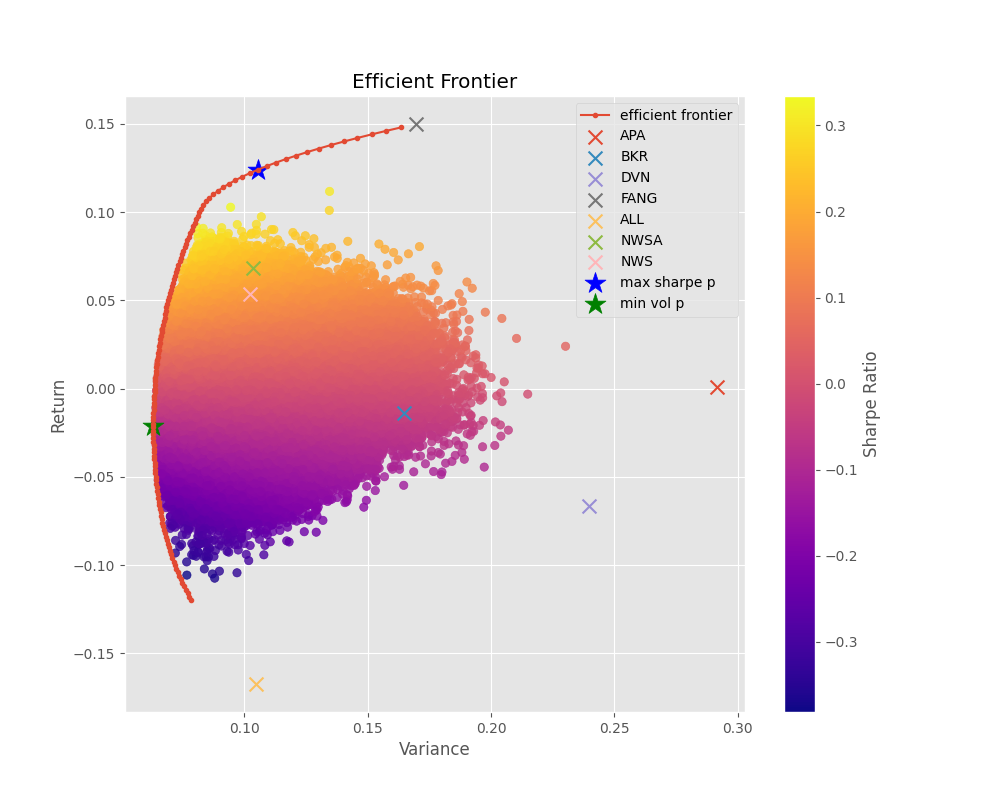 Efficient Frontier
efficient frontier
APA
BKR
DVN
FANG
ALL
NWSA
NWS
max sharpe p
min vol p
0.15
0.10
0.05
0.00
−0.05
−0.10
−0.15
Return
0.10
0.15
0.20
0.25
0.30
Variance
0.3
0.2
0.1
0.0
−0.1
−0.2
−0.3
Sharpe Ratio